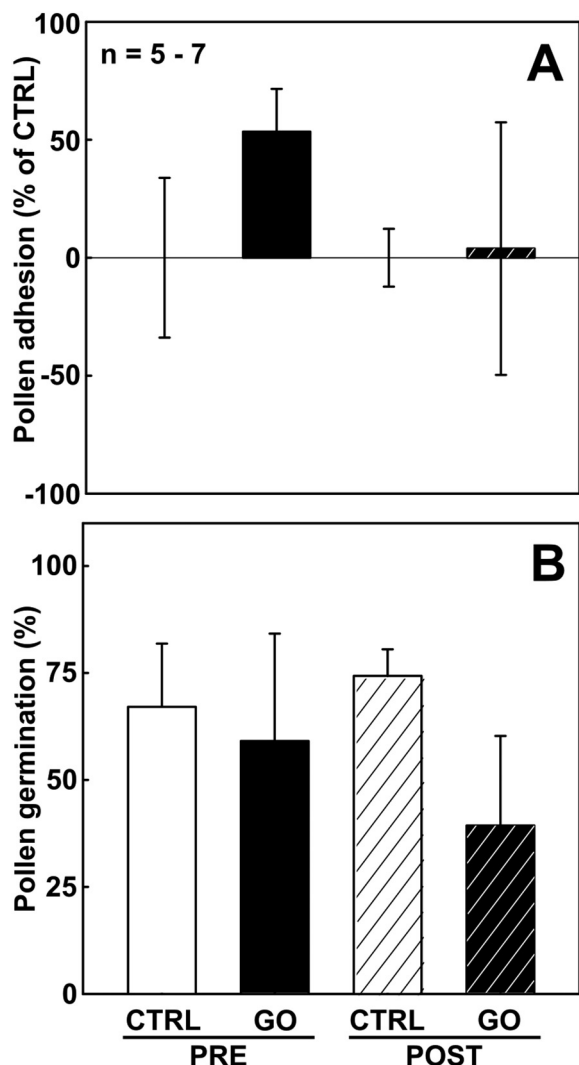 100
n = 5 - 7
A
50
0
-50
-100
Pollen adhesion (% of CTRL)
B
100
75
50
25
0
Pollen germination (%)
CTRL GO CTRL GO
PRE POST